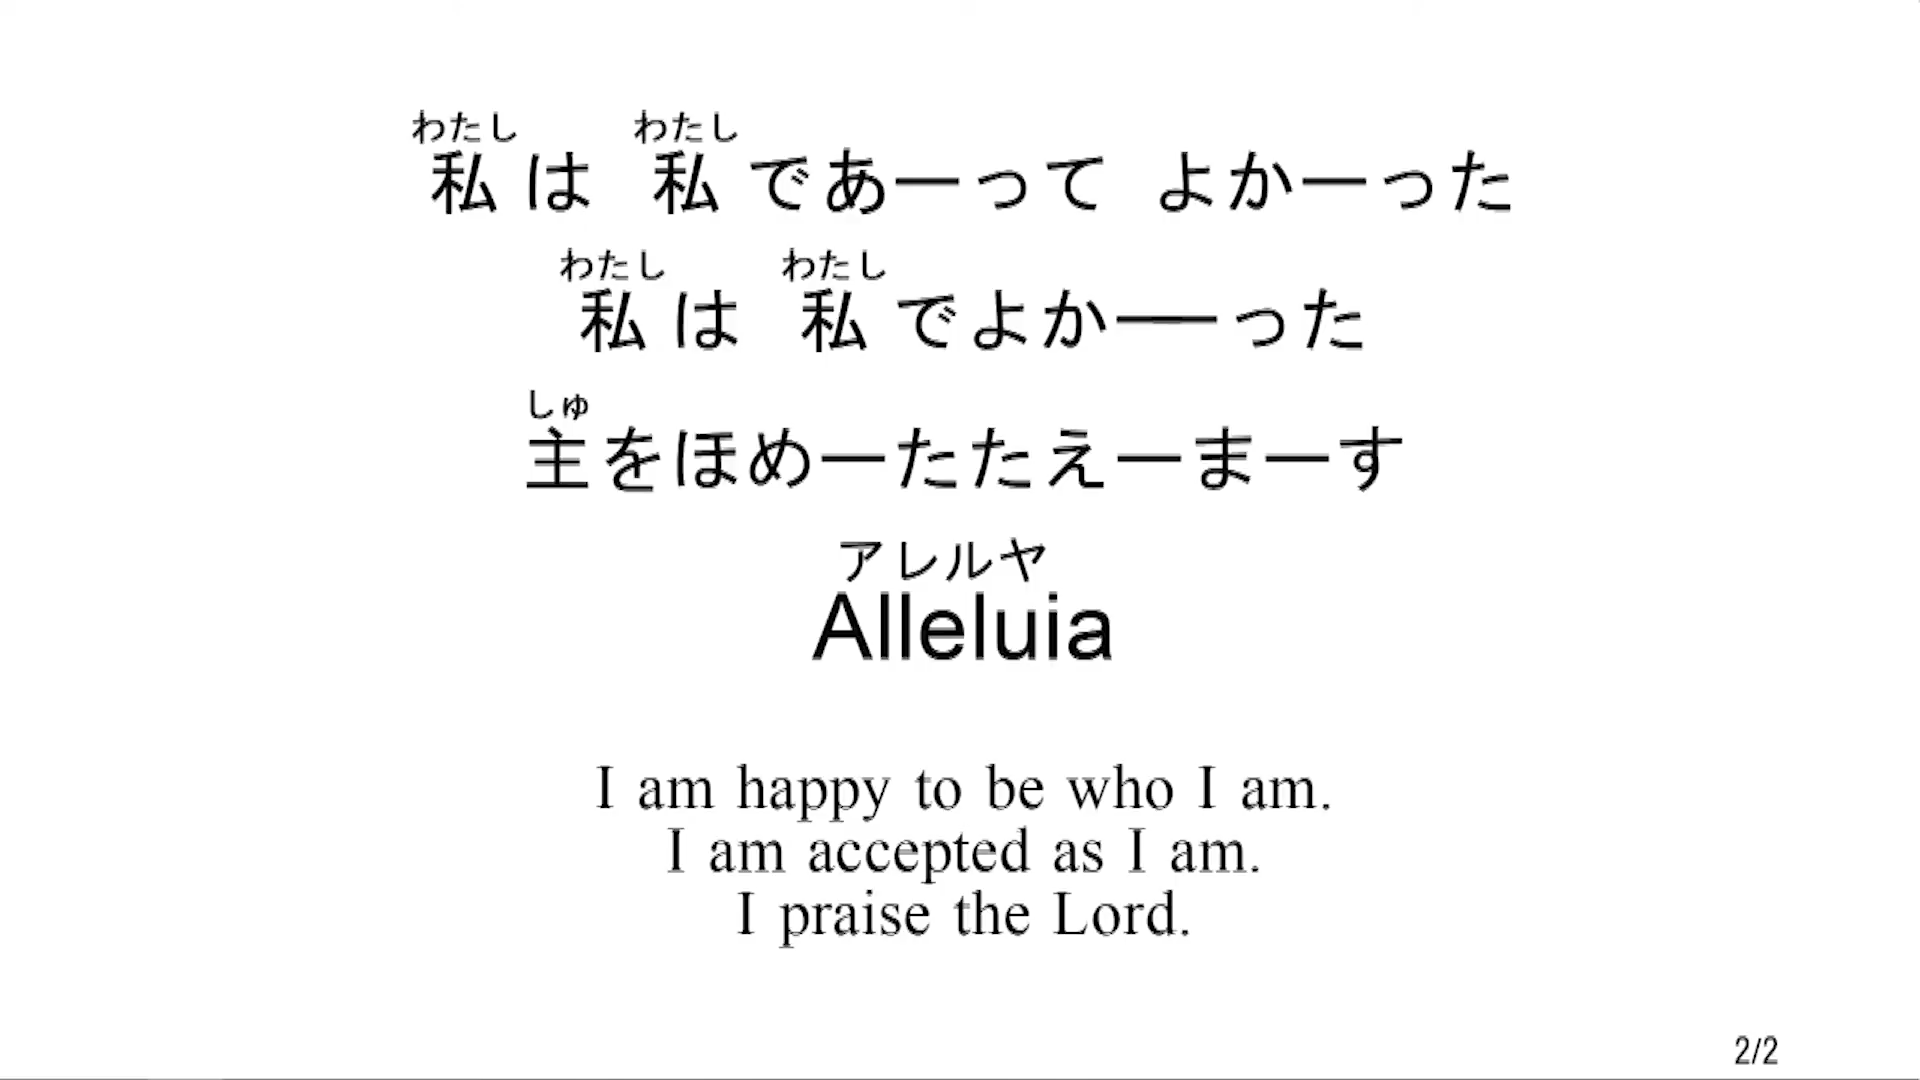 わたし わたし
私は 私であーって よかーった
わたし わたし
私は 私でよか――った
しゅ
主をほめーたたえーまーす
アレルヤ
Alleluia
I am happy to be who I am.
I am accepted as I am.
I praise the Lord.
2/2